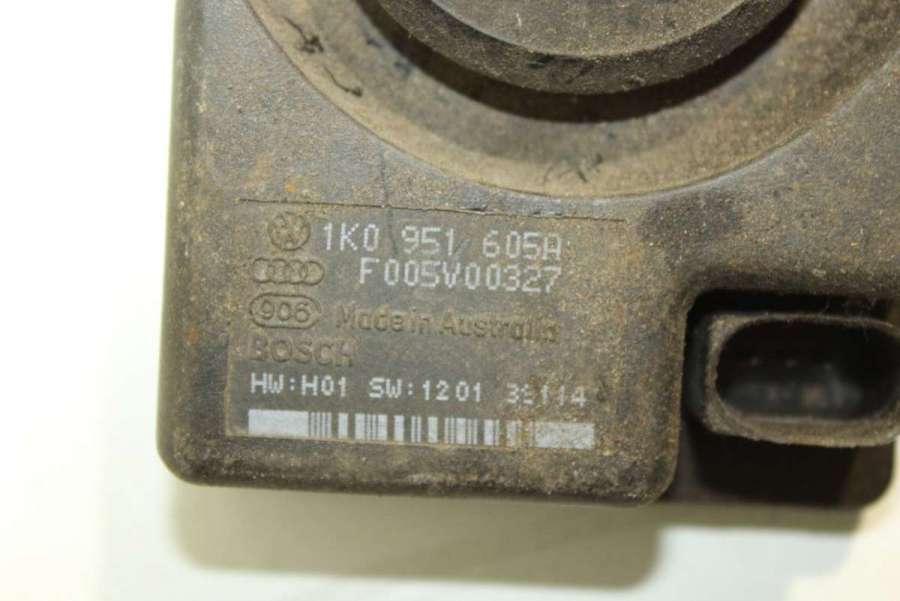 1K0 951 605A
F005V00327
906 Made in Australia
BOSCH
HW:H01 SW:1201